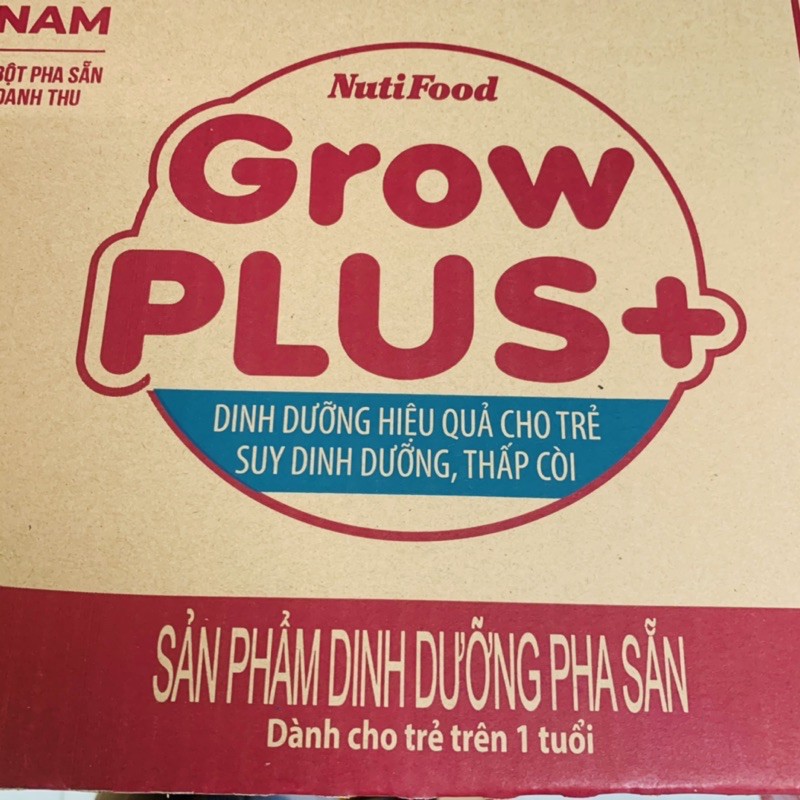 NAM
BỘT PHA SẴN
DOANH THU
NutiFood
Grow
PLUS+
DINH DƯỠNG HIỆU QUẢ CHO TRẺ
SUY DINH DƯỠNG, THẤP CÒI
SẢN PHẨM DINH DƯỠNG PHA SẴN
Dành cho trẻ trên 1 tuổi